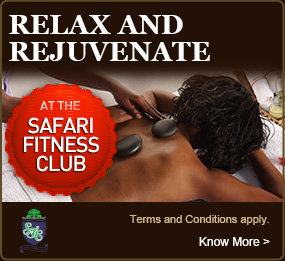 RELAX AND
REJUVENATE
AT THE
SAFARI
FITNESS
CLUB
Terms and Conditions apply.
Know More >